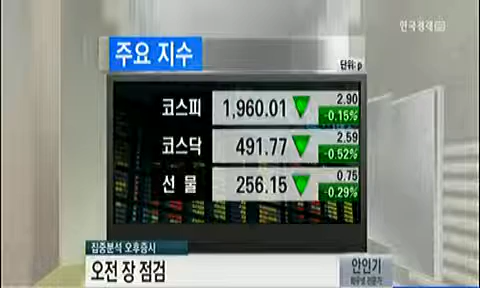 한국경제TV
주요 지수
단위:p
코스피 1,960.01 ▼ 2.90 -0.15%
코스닥 491.77 ▼ 2.59 -0.52%
선물 256.15 ▼ 0.75 -0.29%
집중분석 오후증시
오전 장 점검
안인기